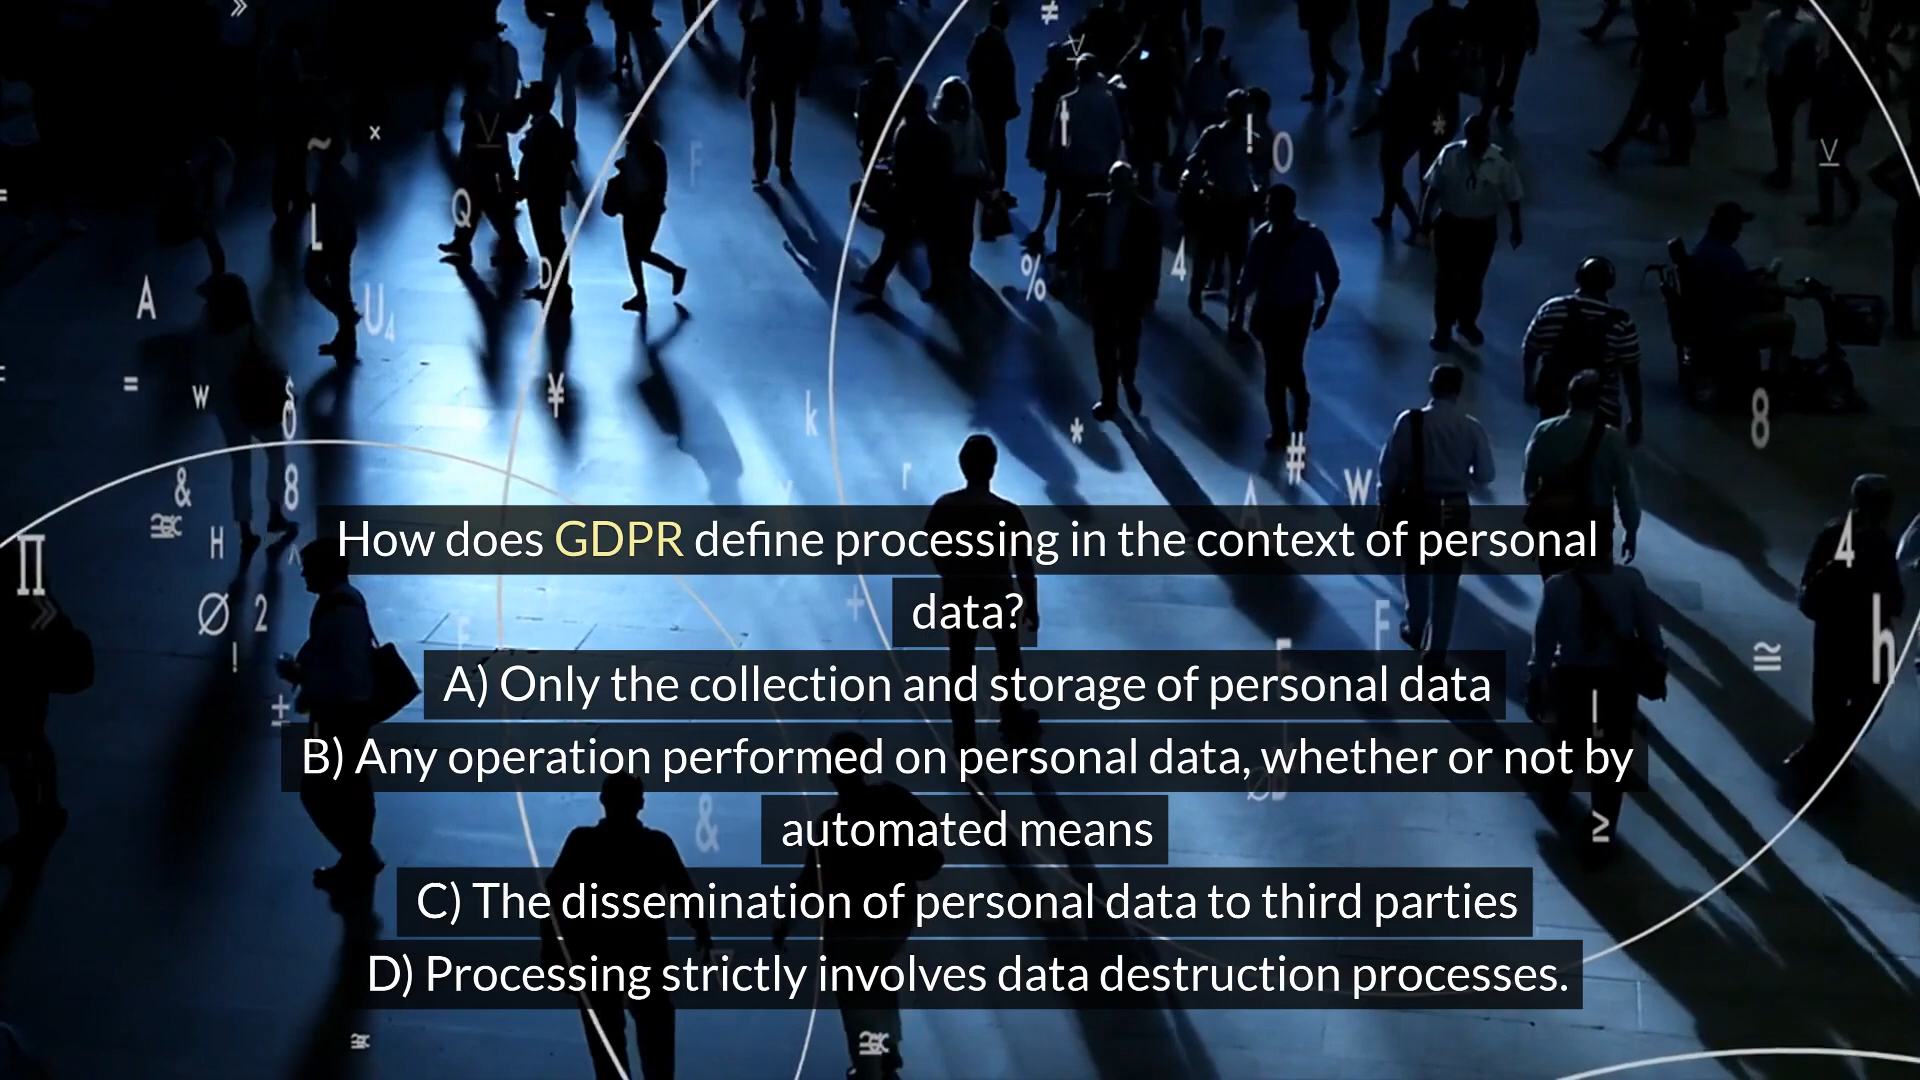 How does GDPR define processing in the context of personal
data?
A) Only the collection and storage of personal data
B) Any operation performed on personal data, whether or not by
automated means
C) The dissemination of personal data to third parties
D) Processing strictly involves data destruction processes.